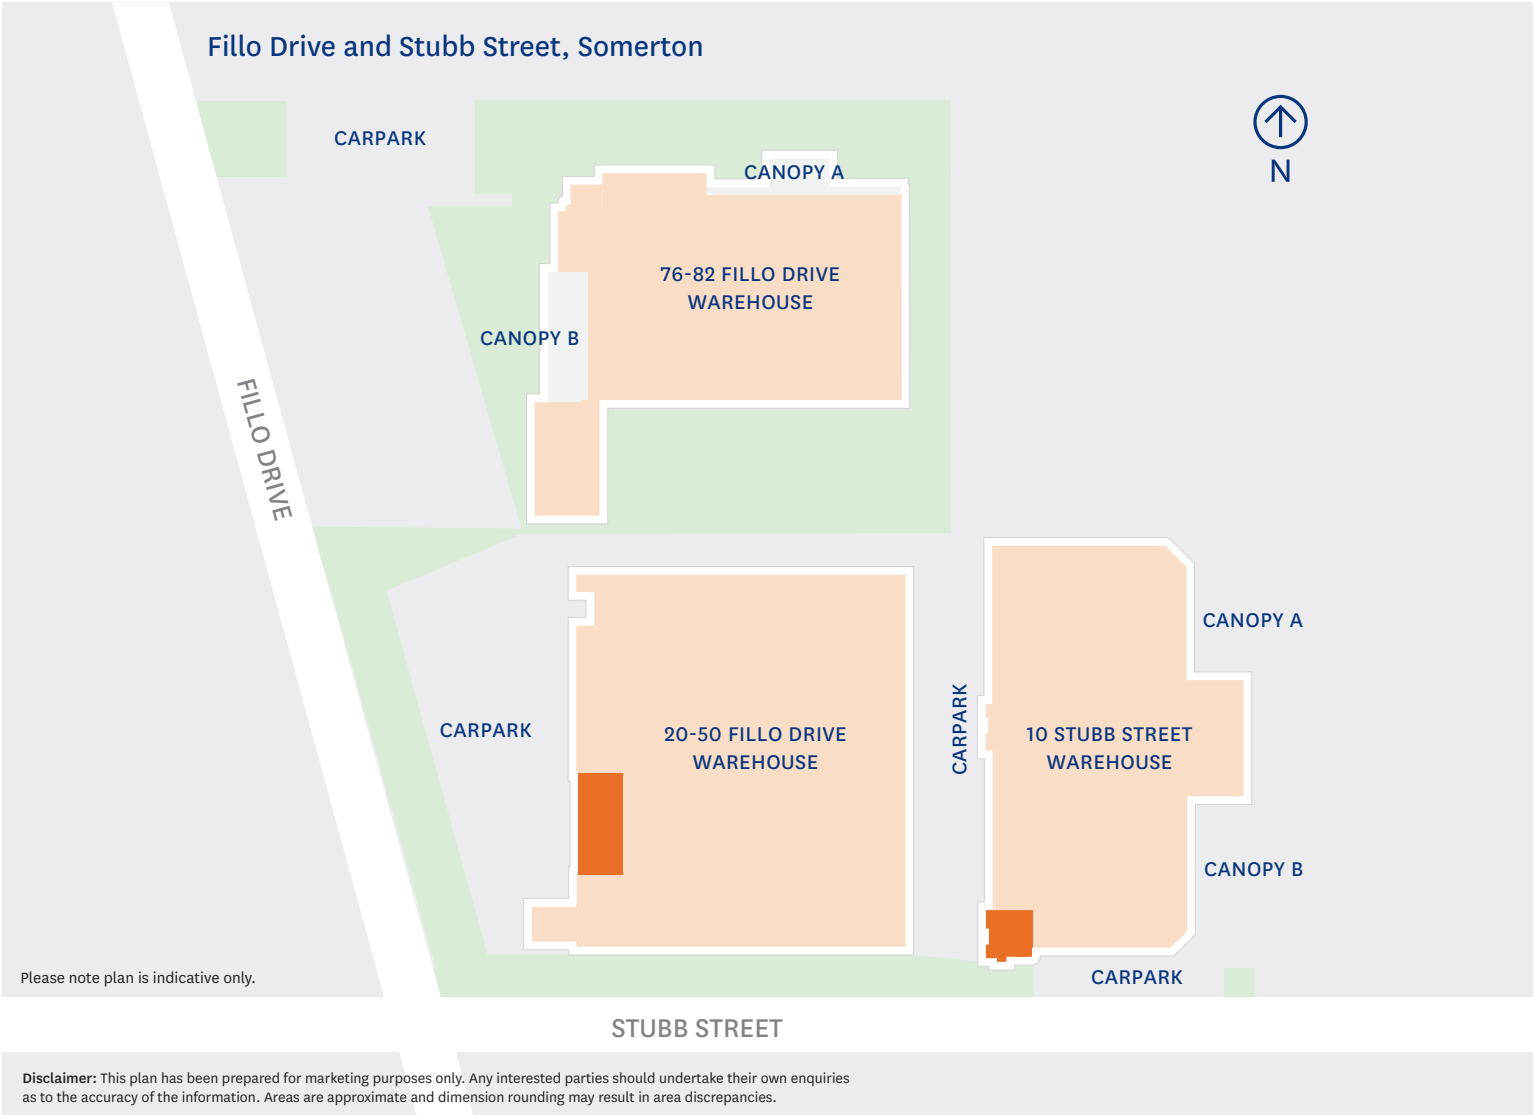 Fillo Drive and Stubb Street, Somerton
CARPARK
N
CANOPY A
76-82 FILLO DRIVE
WAREHOUSE
CANOPY B
FILLO DRIVE
CANOPY A
CARPARK
20-50 FILLO DRIVE
WAREHOUSE
CARPARK
10 STUBB STREET
WAREHOUSE
CANOPY B
CARPARK
Please note plan is indicative only.
STUBB STREET
Disclaimer: This plan has been prepared for marketing purposes only. Any interested parties should undertake their own enquiries
as to the accuracy of the information. Areas are approximate and dimension rounding may result in area discrepancies.